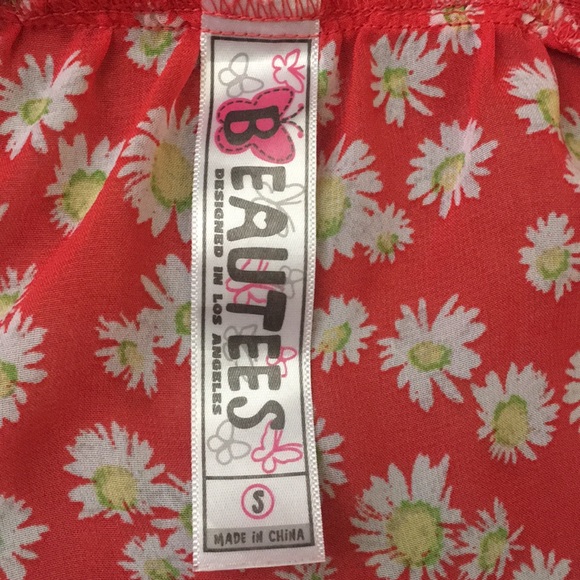 BEAUTEES
DESIGNED IN LOS ANGELES
S
MADE IN CHINA